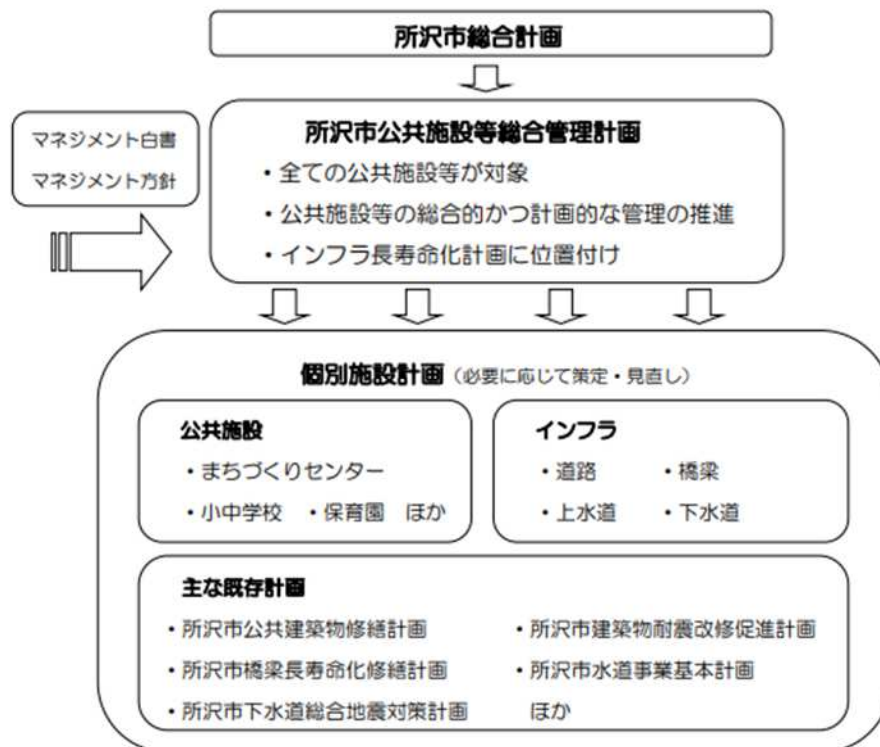 所沢市総合計画
マネジメント白書
マネジメント方針
所沢市公共施設等総合管理計画
・全ての公共施設等が対象
・公共施設等の総合的かつ計画的な管理の推進
・インフラ長寿命化計画に位置付け
個別施設計画（必要に応じて策定・見直し）
公共施設
・まちづくりセンター
・小中学校 ・保育園 ほか
インフラ
・道路 ・橋梁
・上水道 ・下水道
主な既存計画
・所沢市公共建築物修繕計画
・所沢市橋梁長寿命化修繕計画
・所沢市下水道総合地震対策計画
・所沢市建築物耐震改修促進計画
・所沢市水道事業基本計画
ほか